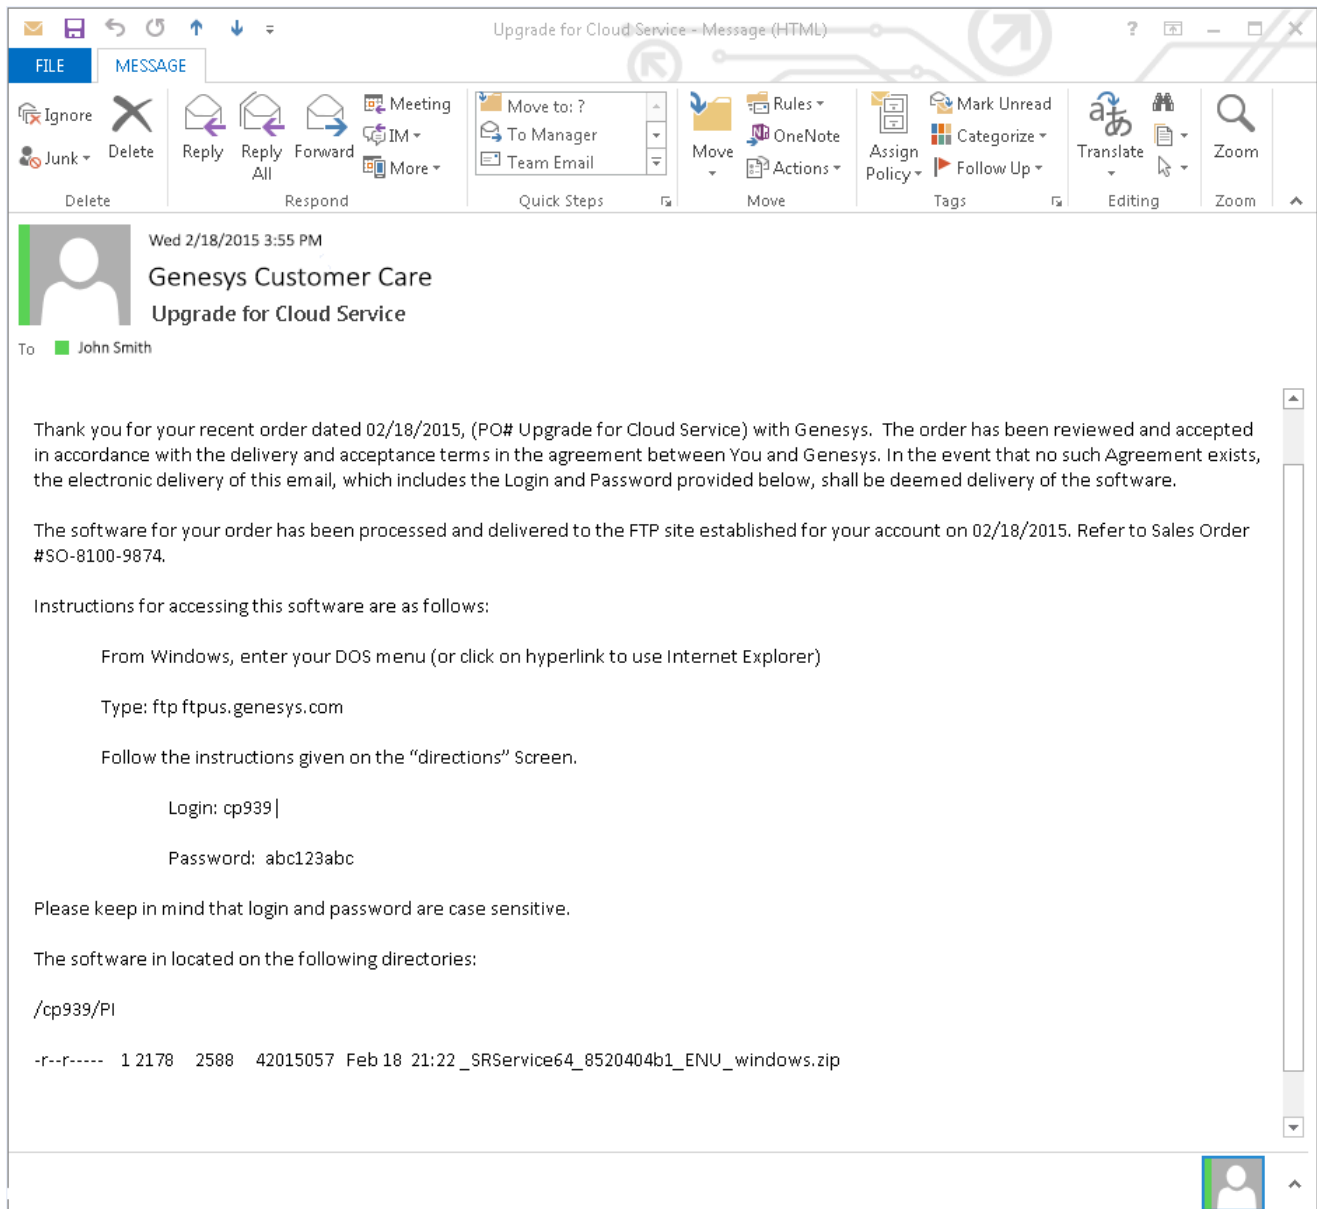 Upgrade for Cloud Service - Message (HTML)
?
FILE MESSAGE
Ignore
Junk
Delete
Reply
Reply All
Forward
Meeting
IM
More
Move to: ?
To Manager
Team Email
Move
Rules
OneNote
Actions
Assign Policy
Mark Unread
Categorize
Follow Up
Translate
Zoom
Delete Respond Quick Steps Move Tags Editing Zoom
Wed 2/18/2015 3:55 PM
Genesys Customer Care
Upgrade for Cloud Service
To John Smith
Thank you for your recent order dated 02/18/2015, (PO# Upgrade for Cloud Service) with Genesys. The order has been reviewed and accepted
in accordance with the delivery and acceptance terms in the agreement between You and Genesys. In the event that no such Agreement exists,
the electronic delivery of this email, which includes the Login and Password provided below, shall be deemed delivery of the software.
The software for your order has been processed and delivered to the FTP site established for your account on 02/18/2015. Refer to Sales Order
#SO-8100-9874.
Instructions for accessing this software are as follows:
From Windows, enter your DOS menu (or click on hyperlink to use Internet Explorer)
Type: ftp ftpus.genesys.com
Follow the instructions given on the “directions” Screen.
Login: cp939
Password: abc123abc
Please keep in mind that login and password are case sensitive.
The software in located on the following directories:
/cp939/PI
-r--r----- 1 2178 2588 42015057 Feb 18 21:22 _SRService64_8520404b1_ENU_windows.zip